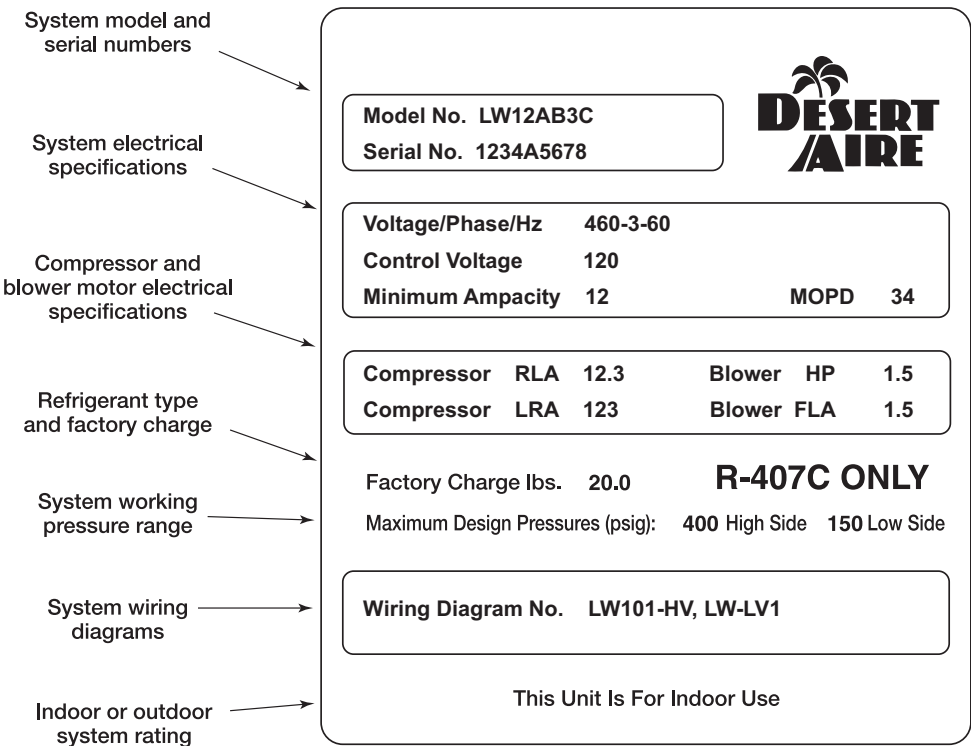 System model and
serial numbers
System electrical
specifications
Compressor and
blower motor electrical
specifications
Refrigerant type
and factory charge
System working
pressure range
System wiring
diagrams
Indoor or outdoor
system rating
DESERT
AIRE
Model No. LW12AB3C
Serial No. 1234A5678
Voltage/Phase/Hz 460-3-60
Control Voltage 120
Minimum Ampacity 12 MOPD 34
Compressor RLA 12.3 Blower HP 1.5
Compressor LRA 123 Blower FLA 1.5
Factory Charge lbs. 20.0 R-407C ONLY
Maximum Design Pressures (psig): 400 High Side 150 Low Side
Wiring Diagram No. LW101-HV, LW-LV1
This Unit Is For Indoor Use